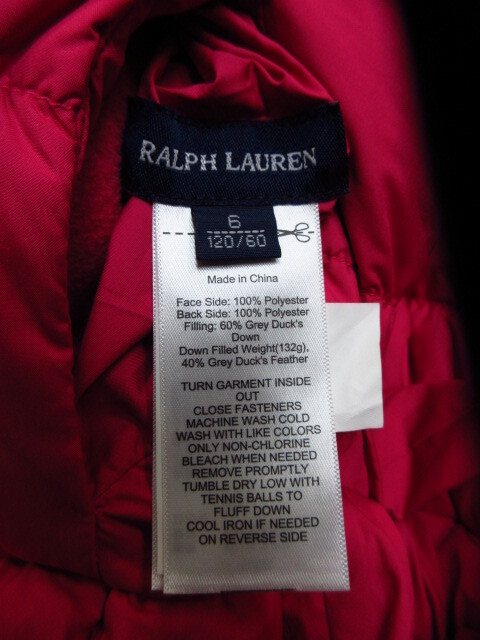 RALPH LAUREN
6
120/60
Made in China
Face Side: 100% Polyester
Back Side: 100% Polyester
Filling: 60% Grey Duck's
Down
Down Filled Weight(132g),
40% Grey Duck's Feather
TURN GARMENT INSIDE
OUT
CLOSE FASTENERS
MACHINE WASH COLD
WASH WITH LIKE COLORS
ONLY NON-CHLORINE
BLEACH WHEN NEEDED
REMOVE PROMPTLY
TUMBLE DRY LOW WITH
TENNIS BALLS TO
FLUFF DOWN
COOL IRON IF NEEDED
ON REVERSE SIDE